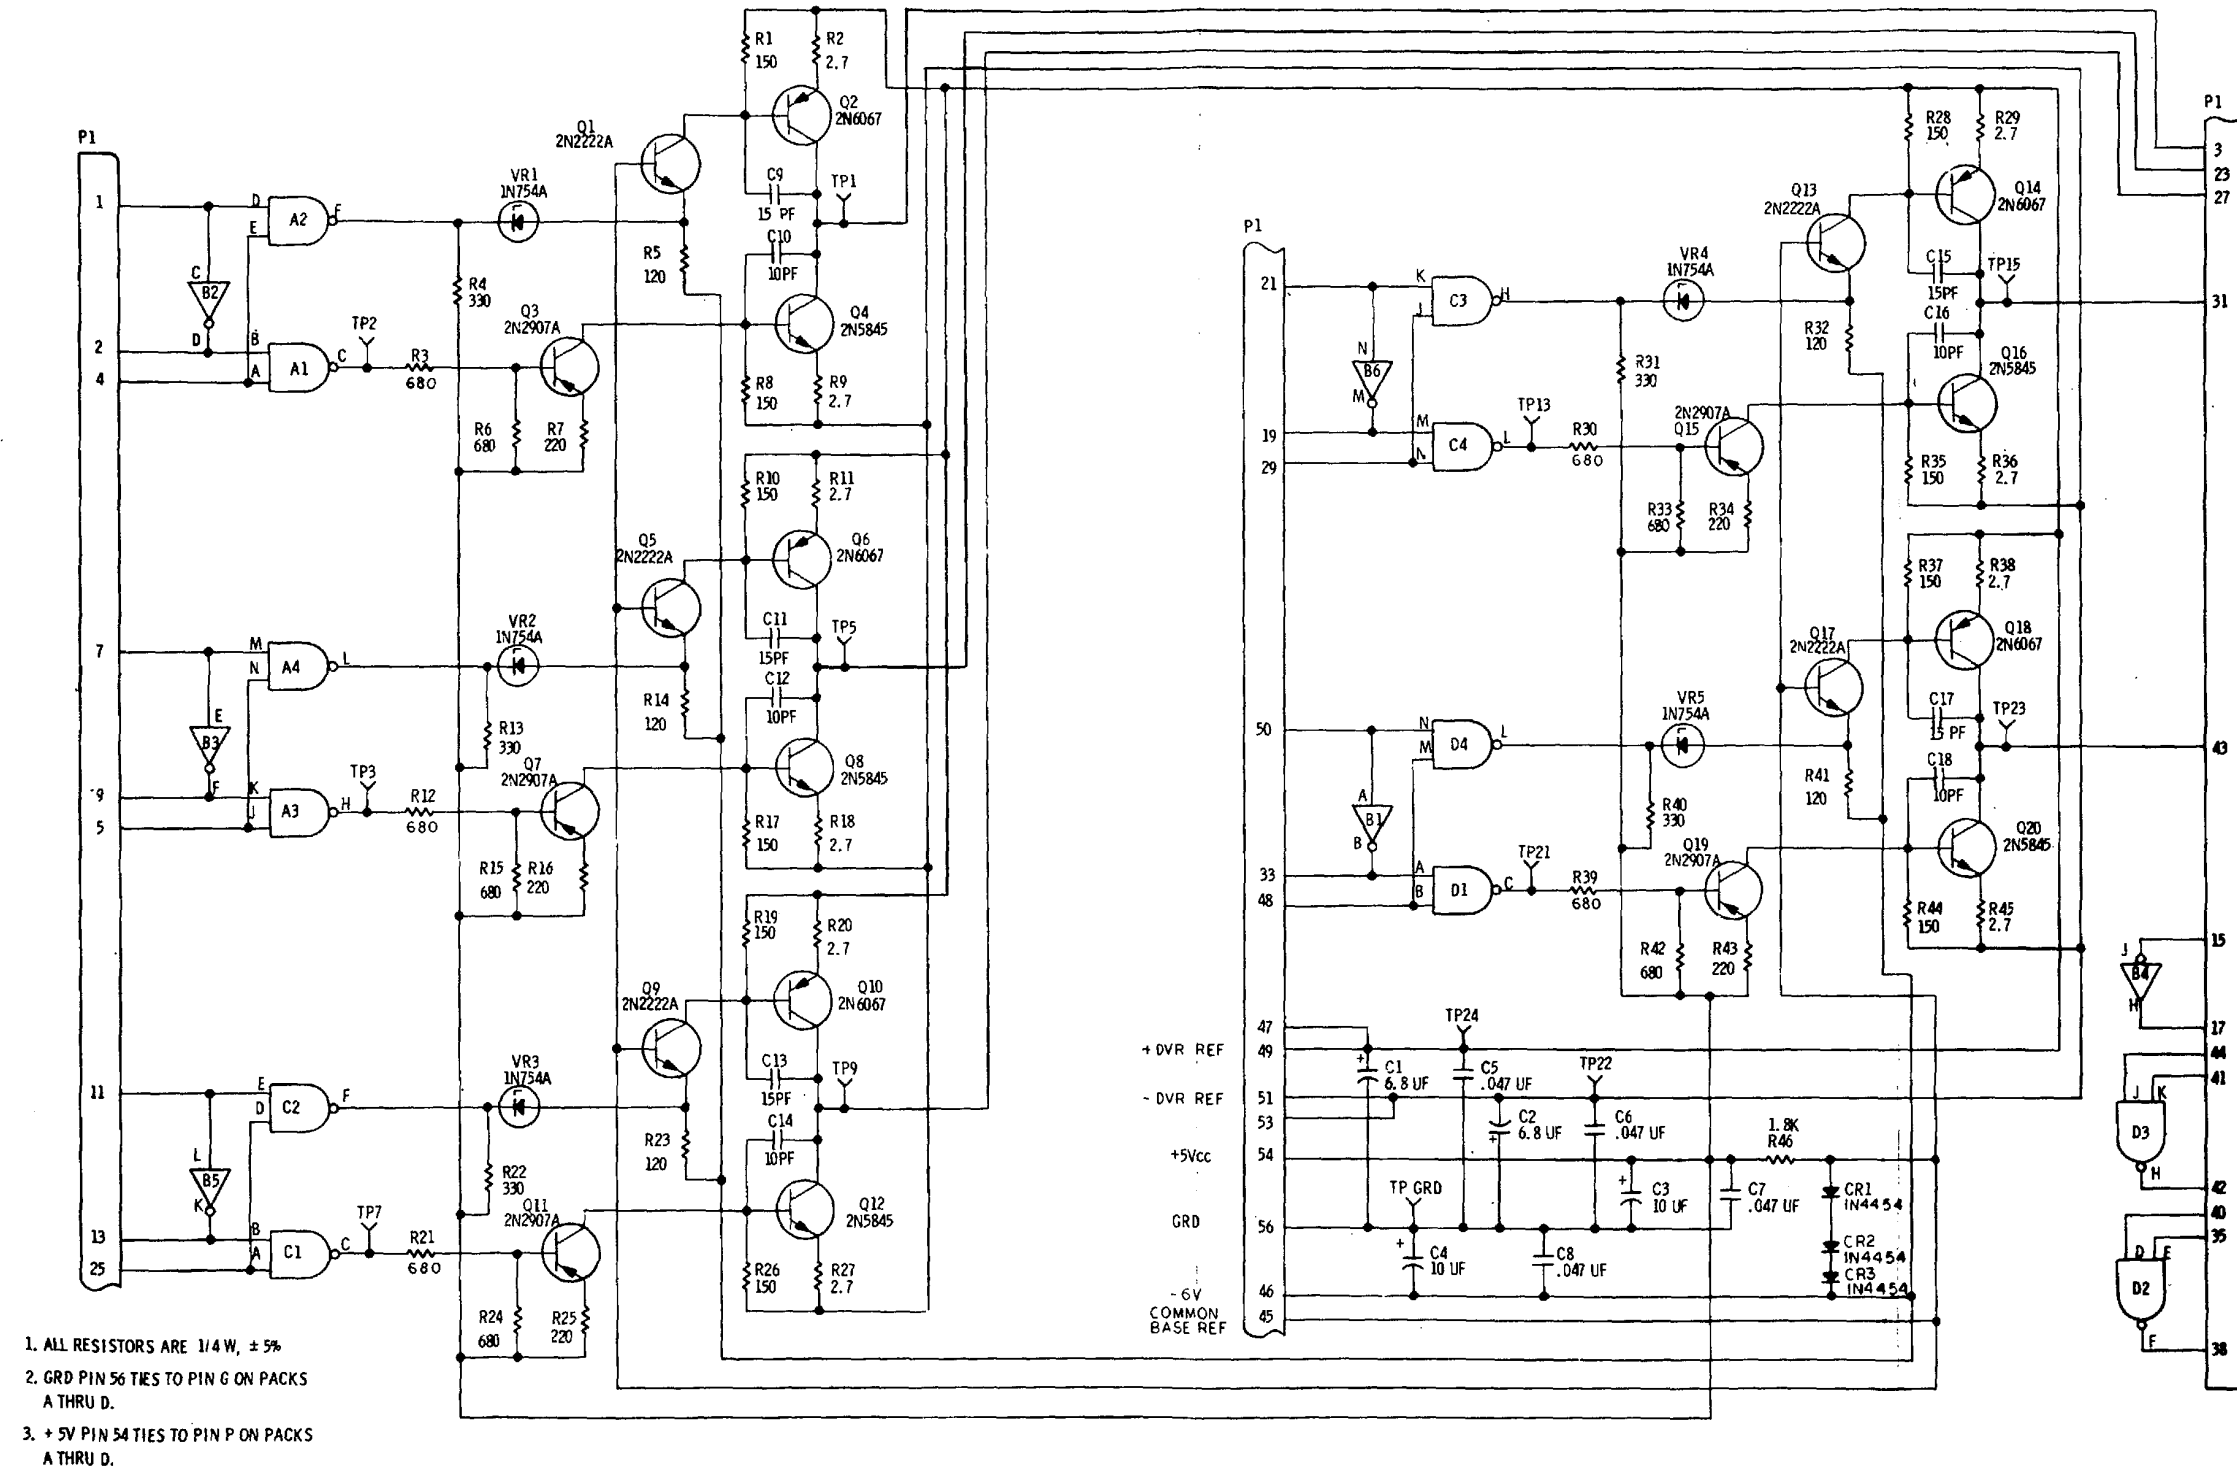 P1
1
2
4
7
9
5
11
13
25
D
E
A2
F
C
B2
D
B
A
A1
C
TP2
R3
680
R4
330
VR1
1N754A
Q1
2N2222A
R1
150
R2
2.7
Q2
2N6067
C9
15 PF
TP1
C10
10PF
R5
120
Q3
2N2907A
Q4
2N5845
R6
680
R7
220
R8
150
R9
2.7
R10
150
R11
2.7
Q5
2N2222A
Q6
2N6067
VR2
1N754A
M
N
A4
L
E
B3
F
K
J
A3
H
TP3
R12
680
R13
330
C11
15PF
TP5
C12
10PF
R14
120
Q7
2N2907A
Q8
2N5845
R15
680
R16
220
R17
150
R18
2.7
R19
150
R20
2.7
Q9
2N2222A
Q10
2N6067
VR3
1N754A
E
D
C2
F
L
B5
K
B
A
C1
C
TP7
R21
680
R22
330
C13
15PF
TP9
C14
10PF
R23
120
Q11
2N2907A
Q12
2N5845
R24
680
R25
220
R26
150
R27
2.7
P1
21
19
29
50
33
48
47
49
51
53
54
56
46
45
K
J
C3
H
N
B6
M
M
N
C4
L
TP13
R30
680
R31
330
VR4
1N754A
Q13
2N2222A
R28
150
R29
2.7
Q14
2N6067
C15
15PF
TP15
C16
10PF
R32
120
2N2907A
Q15
Q16
2N5845
R33
680
R34
220
R35
150
R36
2.7
R37
150
R38
2.7
Q17
2N2222A
Q18
2N6067
VR5
1N754A
N
M
D4
L
A
B1
B
A
B
D1
C
TP21
R39
680
R40
330
C17
15 PF
TP23
C18
10PF
R41
120
Q19
2N2907A
Q20
2N5845
R42
680
R43
220
R44
150
R45
2.7
+ DVR REF
- DVR REF
+5Vcc
GRD
- 6V
COMMON
BASE REF
TP24
TP22
C1
6.8 UF
C5
.047 UF
C2
6.8 UF
C6
.047 UF
1.8K
R46
TP GRD
C3
10 UF
C7
.047 UF
C4
10 UF
C8
.047 UF
CR1
1N4454
CR2
1N4454
CR3
1N4454
+
+
+
+
P1
3
23
27
31
43
15
17
44
41
42
40
35
38
J
B4
H
J
K
D3
H
D
E
D2
F
1. ALL RESISTORS ARE 1/4 W, ± 5%
2. GRD PIN 56 TIES TO PIN G ON PACKS
A THRU D.
3. + 5V PIN 54 TIES TO PIN P ON PACKS
A THRU D.